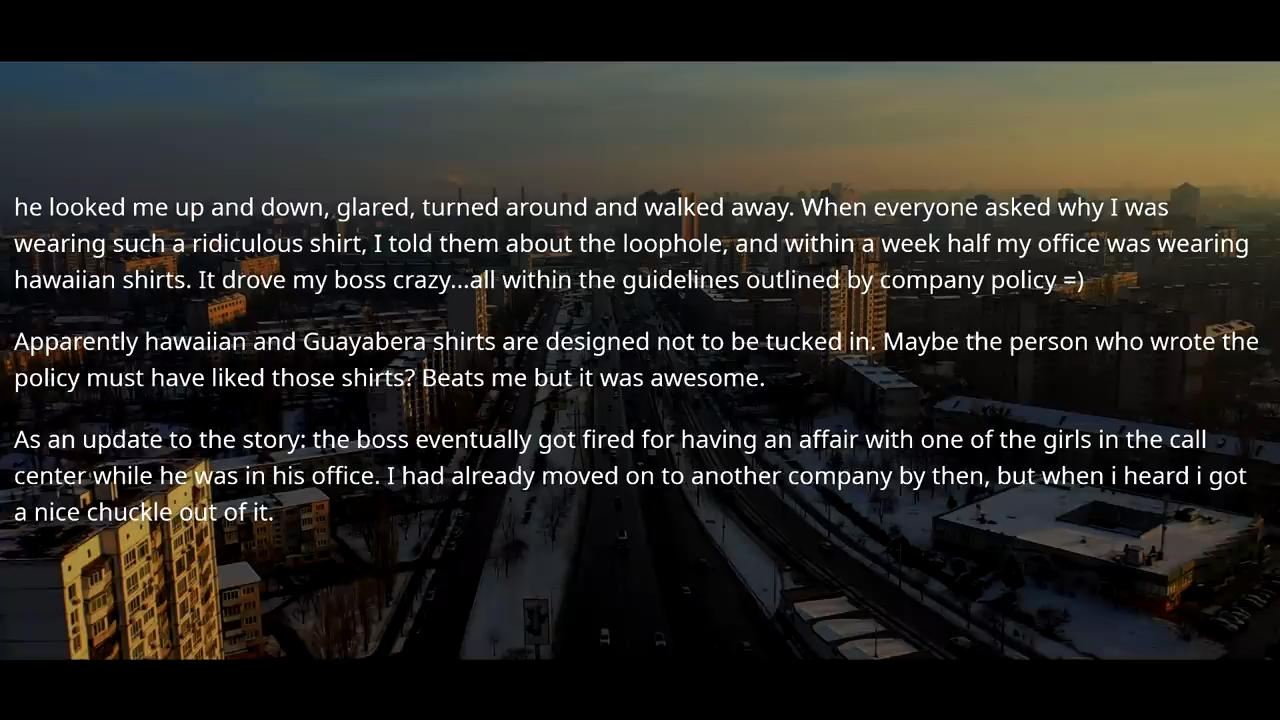 he looked me up and down, glared, turned around and walked away. When everyone asked why I was
wearing such a ridiculous shirt, I told them about the loophole, and within a week half my office was wearing
hawaiian shirts. It drove my boss crazy...all within the guidelines outlined by company policy =)
Apparently hawaiian and Guayabera shirts are designed not to be tucked in. Maybe the person who wrote the
policy must have liked those shirts? Beats me but it was awesome.
As an update to the story: the boss eventually got fired for having an affair with one of the girls in the call
center while he was in his office. I had already moved on to another company by then, but when i heard i got
a nice chuckle out of it.